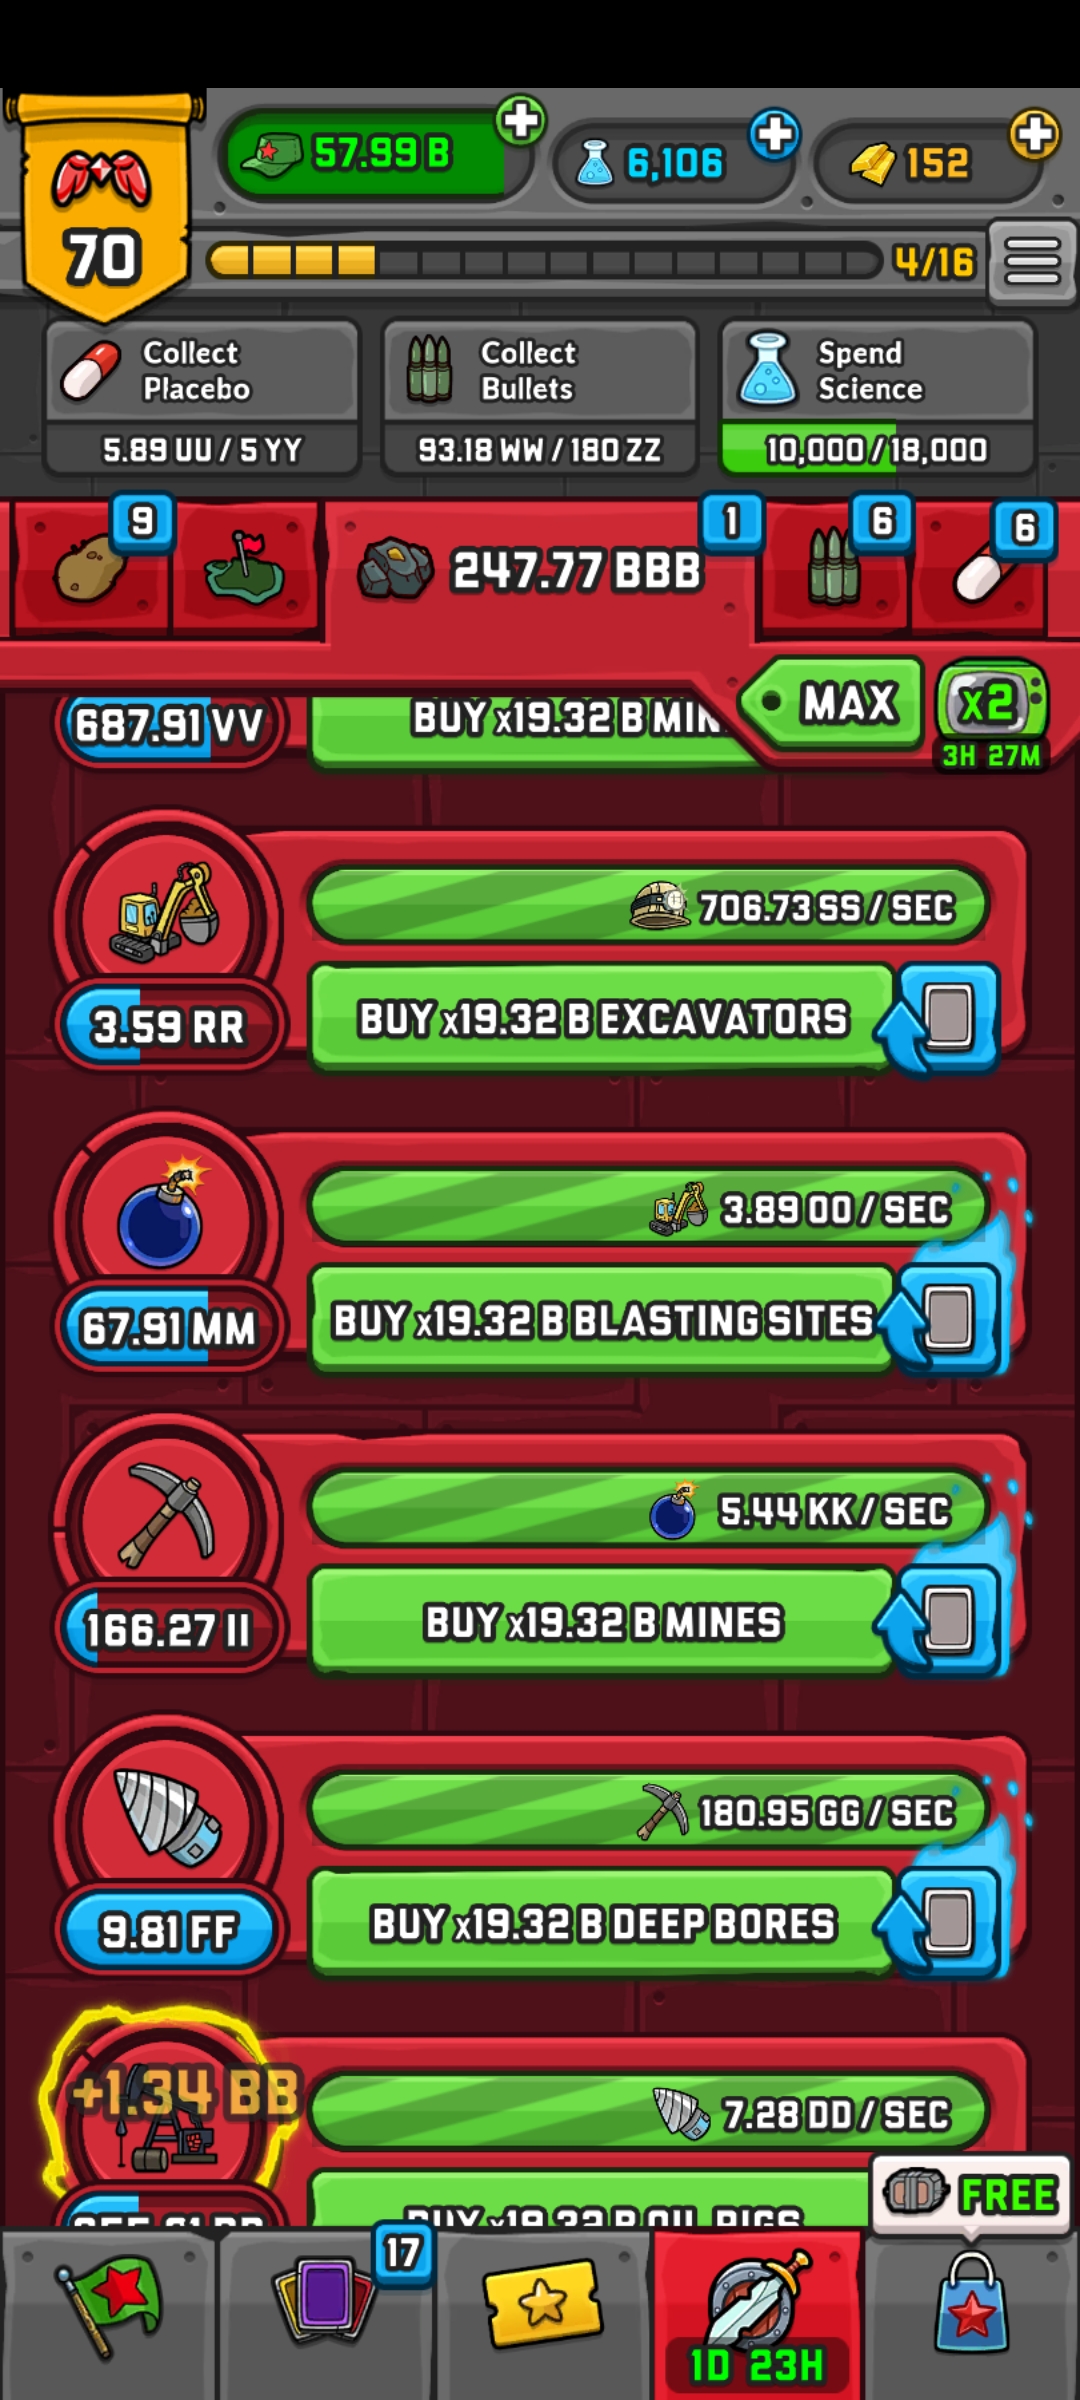 57.99 B
6,106
152
70
4/16
Collect
Placebo
5.89 UU / 5 YY
Collect
Bullets
93.18 WW / 180 ZZ
Spend
Science
10,000 / 18,000
9
247.77 BBB
1
6
6
MAX
x2
3H 27M
687.91 VV
BUY x19.32 B MIN
706.73 SS / SEC
3.59 RR
BUY x19.32 B EXCAVATORS
3.89 OO / SEC
67.91 MM
BUY x19.32 B BLASTING SITES
5.44 KK / SEC
166.27 II
BUY x19.32 B MINES
180.95 GG / SEC
9.81 FF
BUY x19.32 B DEEP BORES
+1.34 BB
7.28 DD / SEC
BUY x19.32 B OIL RIGS
FREE
17
1D 23H